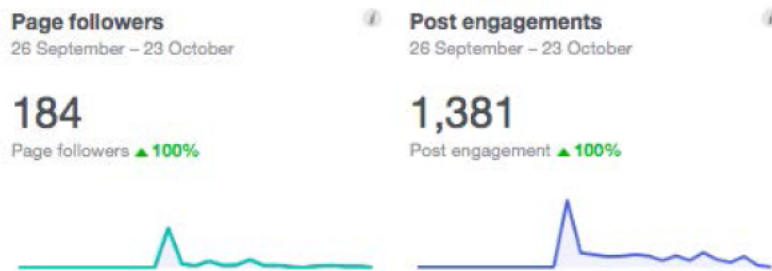 Page followers
26 September – 23 October
184
Page followers ▲ 100%
Post engagements
26 September – 23 October
1,381
Post engagement ▲ 100%